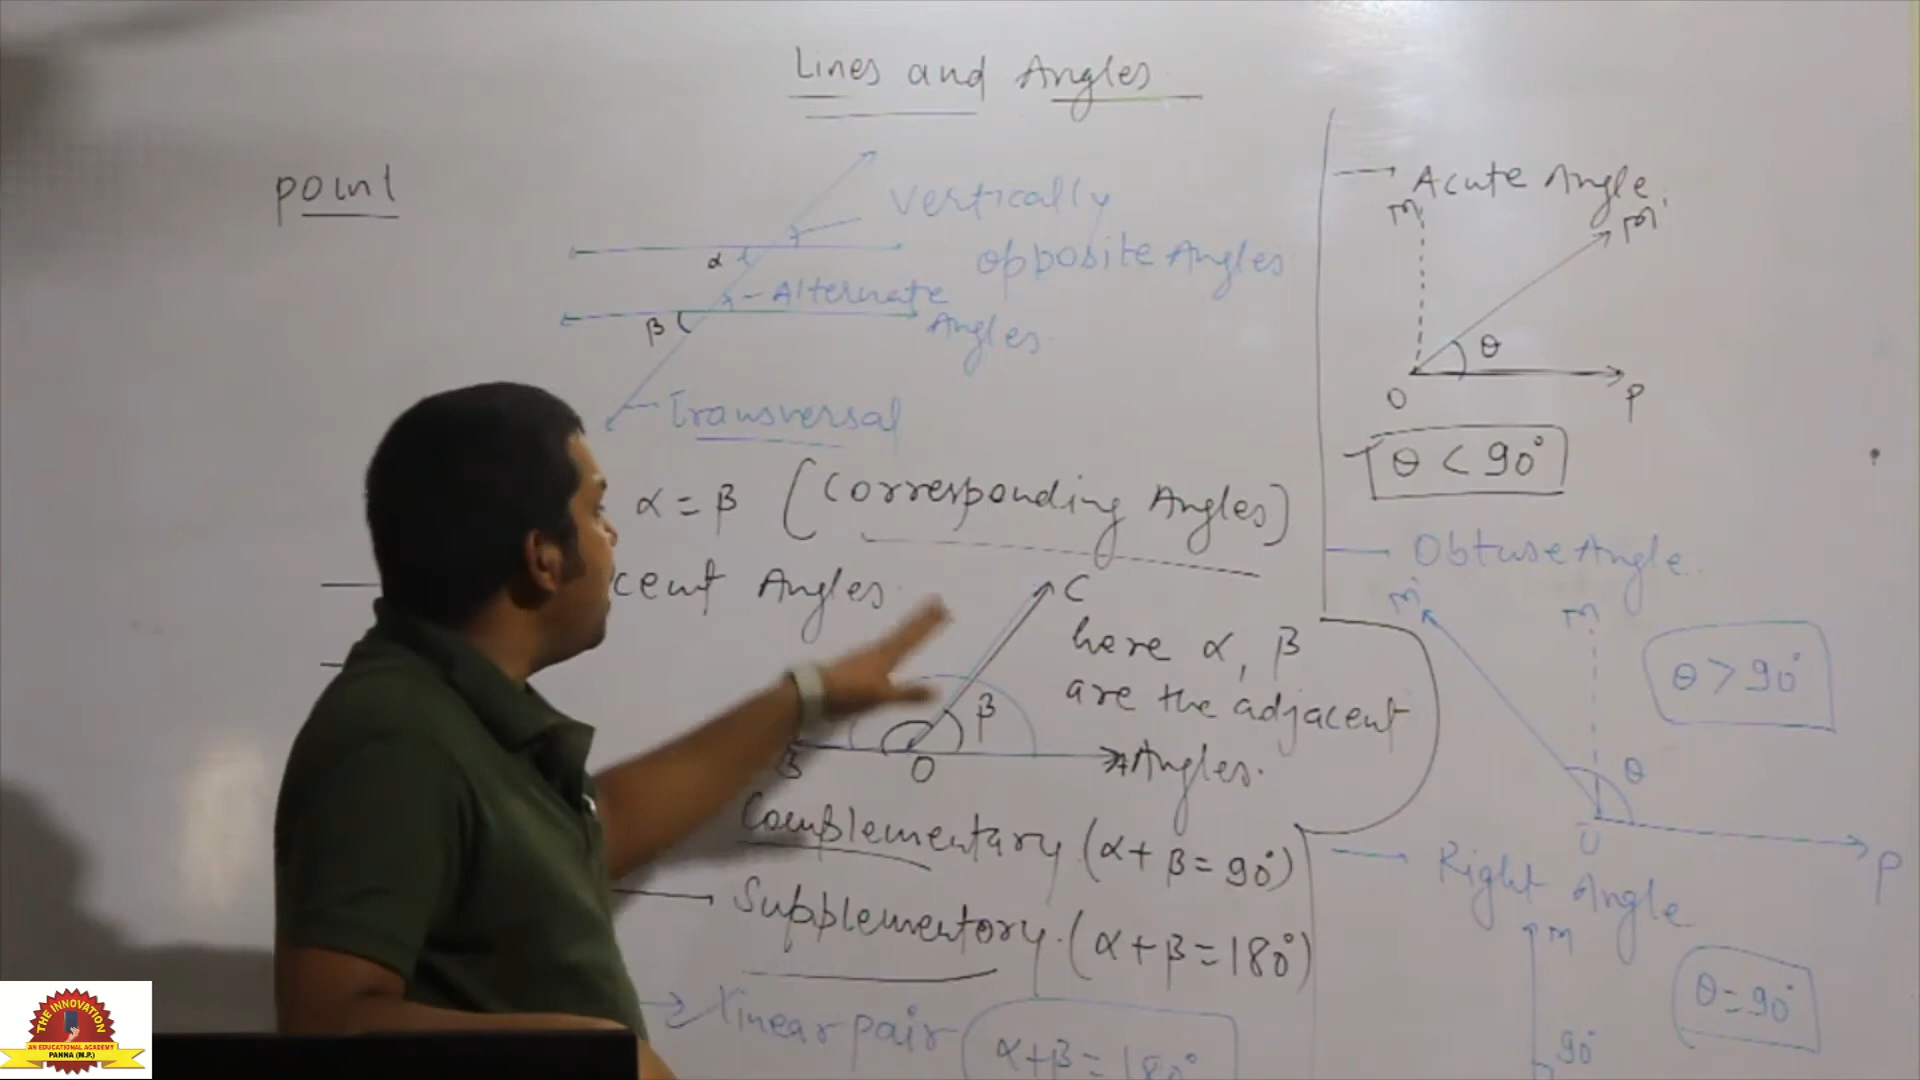 Lines and Angles
point
Vertically
opposite Angles
α
Alternate
Angles.
β
Transversal
α = β (Corresponding Angles)
cent Angles.
C
here α, β
are the adjacent
Angles.
β
B O A
Complementary. (α + β = 90°)
Supplementory. (α + β = 180°)
Linear pair
α + β = 180°
Acute Angle.
M
M'
θ
O
P
θ < 90°
Obtuse Angle.
M'
M
θ > 90°
θ
O
P
Right Angle
M
θ = 90°
90°
THE INNOVATION
AN EDUCATIONAL ACADEMY
PANNA (M.P.)